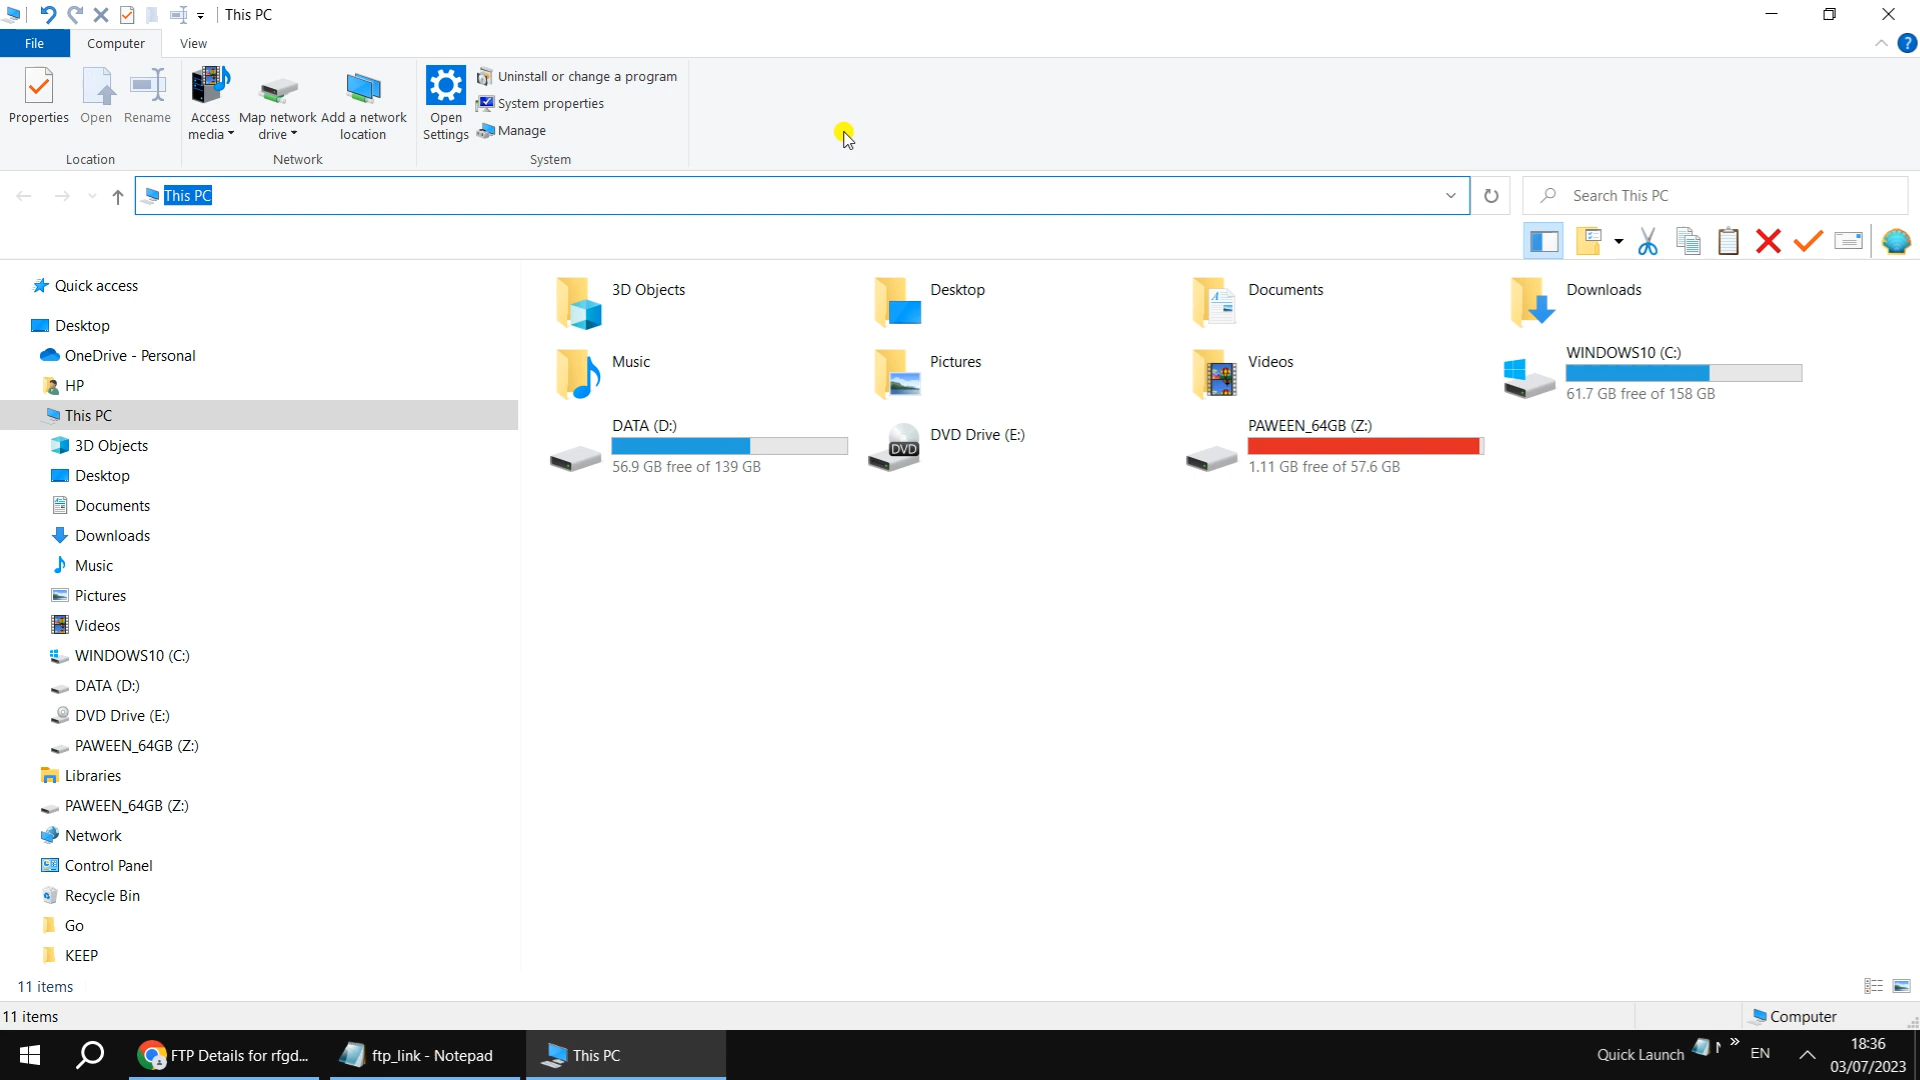 This PC
File
Computer
View
Properties
Open
Rename
Access media
Map network drive
Add a network location
Open Settings
Uninstall or change a program
System properties
Manage
Location
Network
System
This PC
Search This PC
Quick access
Desktop
OneDrive - Personal
HP
This PC
3D Objects
Desktop
Documents
Downloads
Music
Pictures
Videos
WINDOWS10 (C:)
DATA (D:)
DVD Drive (E:)
PAWEEN_64GB (Z:)
Libraries
PAWEEN_64GB (Z:)
Network
Control Panel
Recycle Bin
Go
KEEP
3D Objects
Desktop
Documents
Downloads
Music
Pictures
Videos
WINDOWS10 (C:)
61.7 GB free of 158 GB
DATA (D:)
56.9 GB free of 139 GB
DVD
DVD Drive (E:)
PAWEEN_64GB (Z:)
1.11 GB free of 57.6 GB
11 items
11 items
Computer
FTP Details for rfgd...
ftp_link - Notepad
This PC
Quick Launch
EN
18:36
03/07/2023